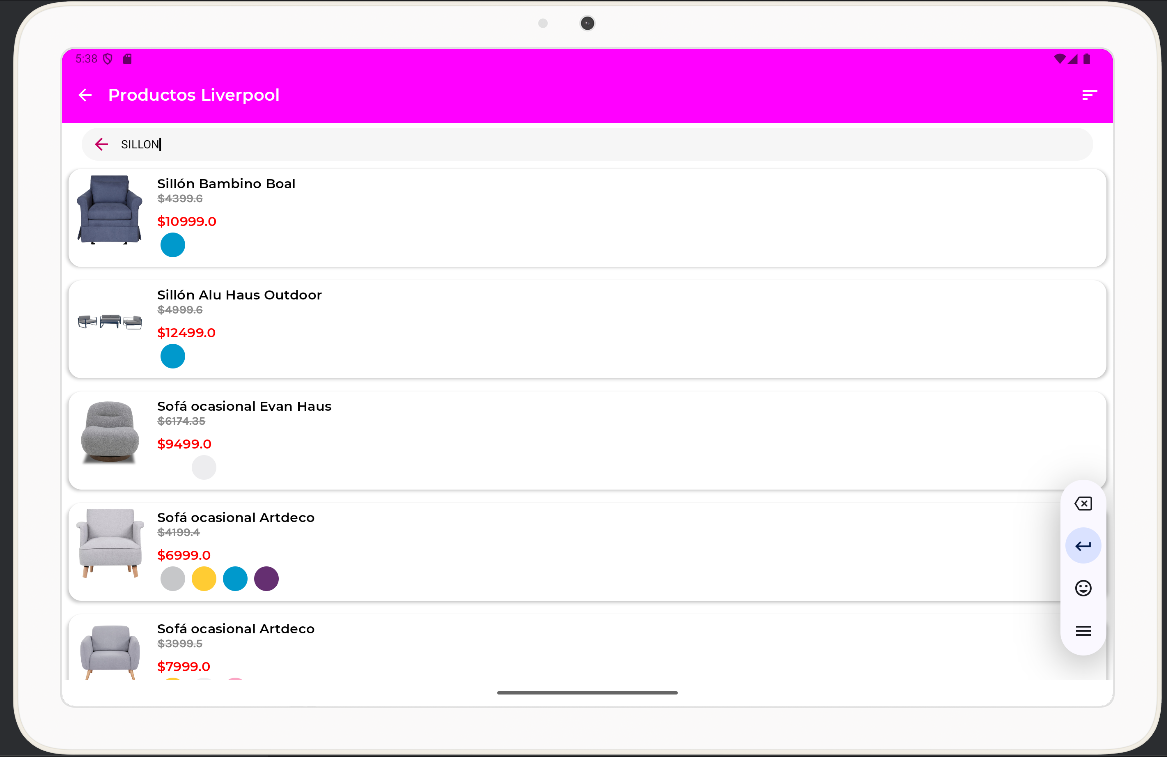 5:38
Productos Liverpool
SILLON
Sillón Bambino Boal
$4399.6
$10999.0
Sillón Alu Haus Outdoor
$4999.6
$12499.0
Sofá ocasional Evan Haus
$6174.35
$9499.0
Sofá ocasional Artdeco
$4199.4
$6999.0
Sofá ocasional Artdeco
$3999.5
$7999.0